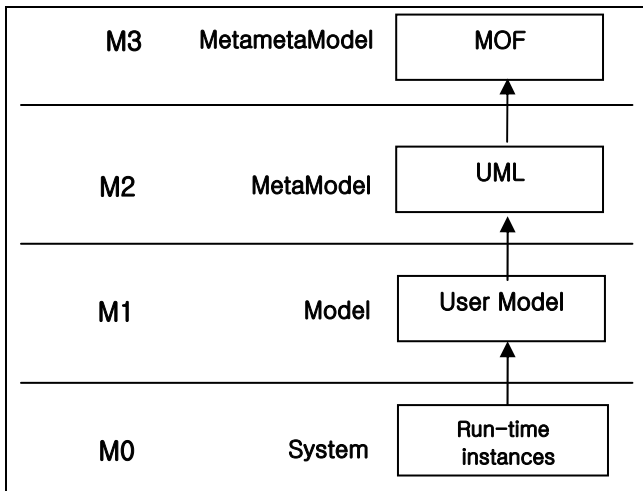 M3 MetametaModel MOF
M2 MetaModel UML
M1 Model User Model
M0 System Run-time
instances